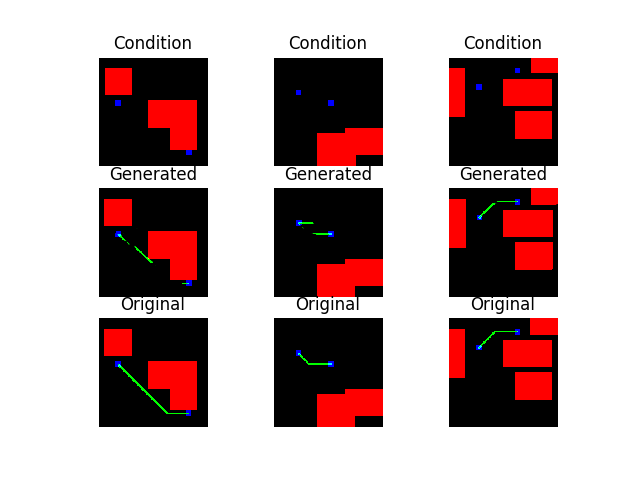 Condition
Condition
Condition
Generated
Generated
Generated
Original
Original
Original